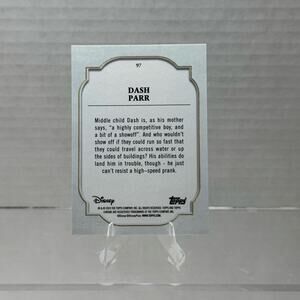 97
DASH
PARR
Middle child Dash is, as his mother
says, "a highly competitive boy, and
a bit of a showoff". And who wouldn't
show off if they could run so fast that
they could travel across water or up
the sides of buildings? His abilities do
land him in trouble, though - he just
can't resist a high-speed prank.
Disney
Topps